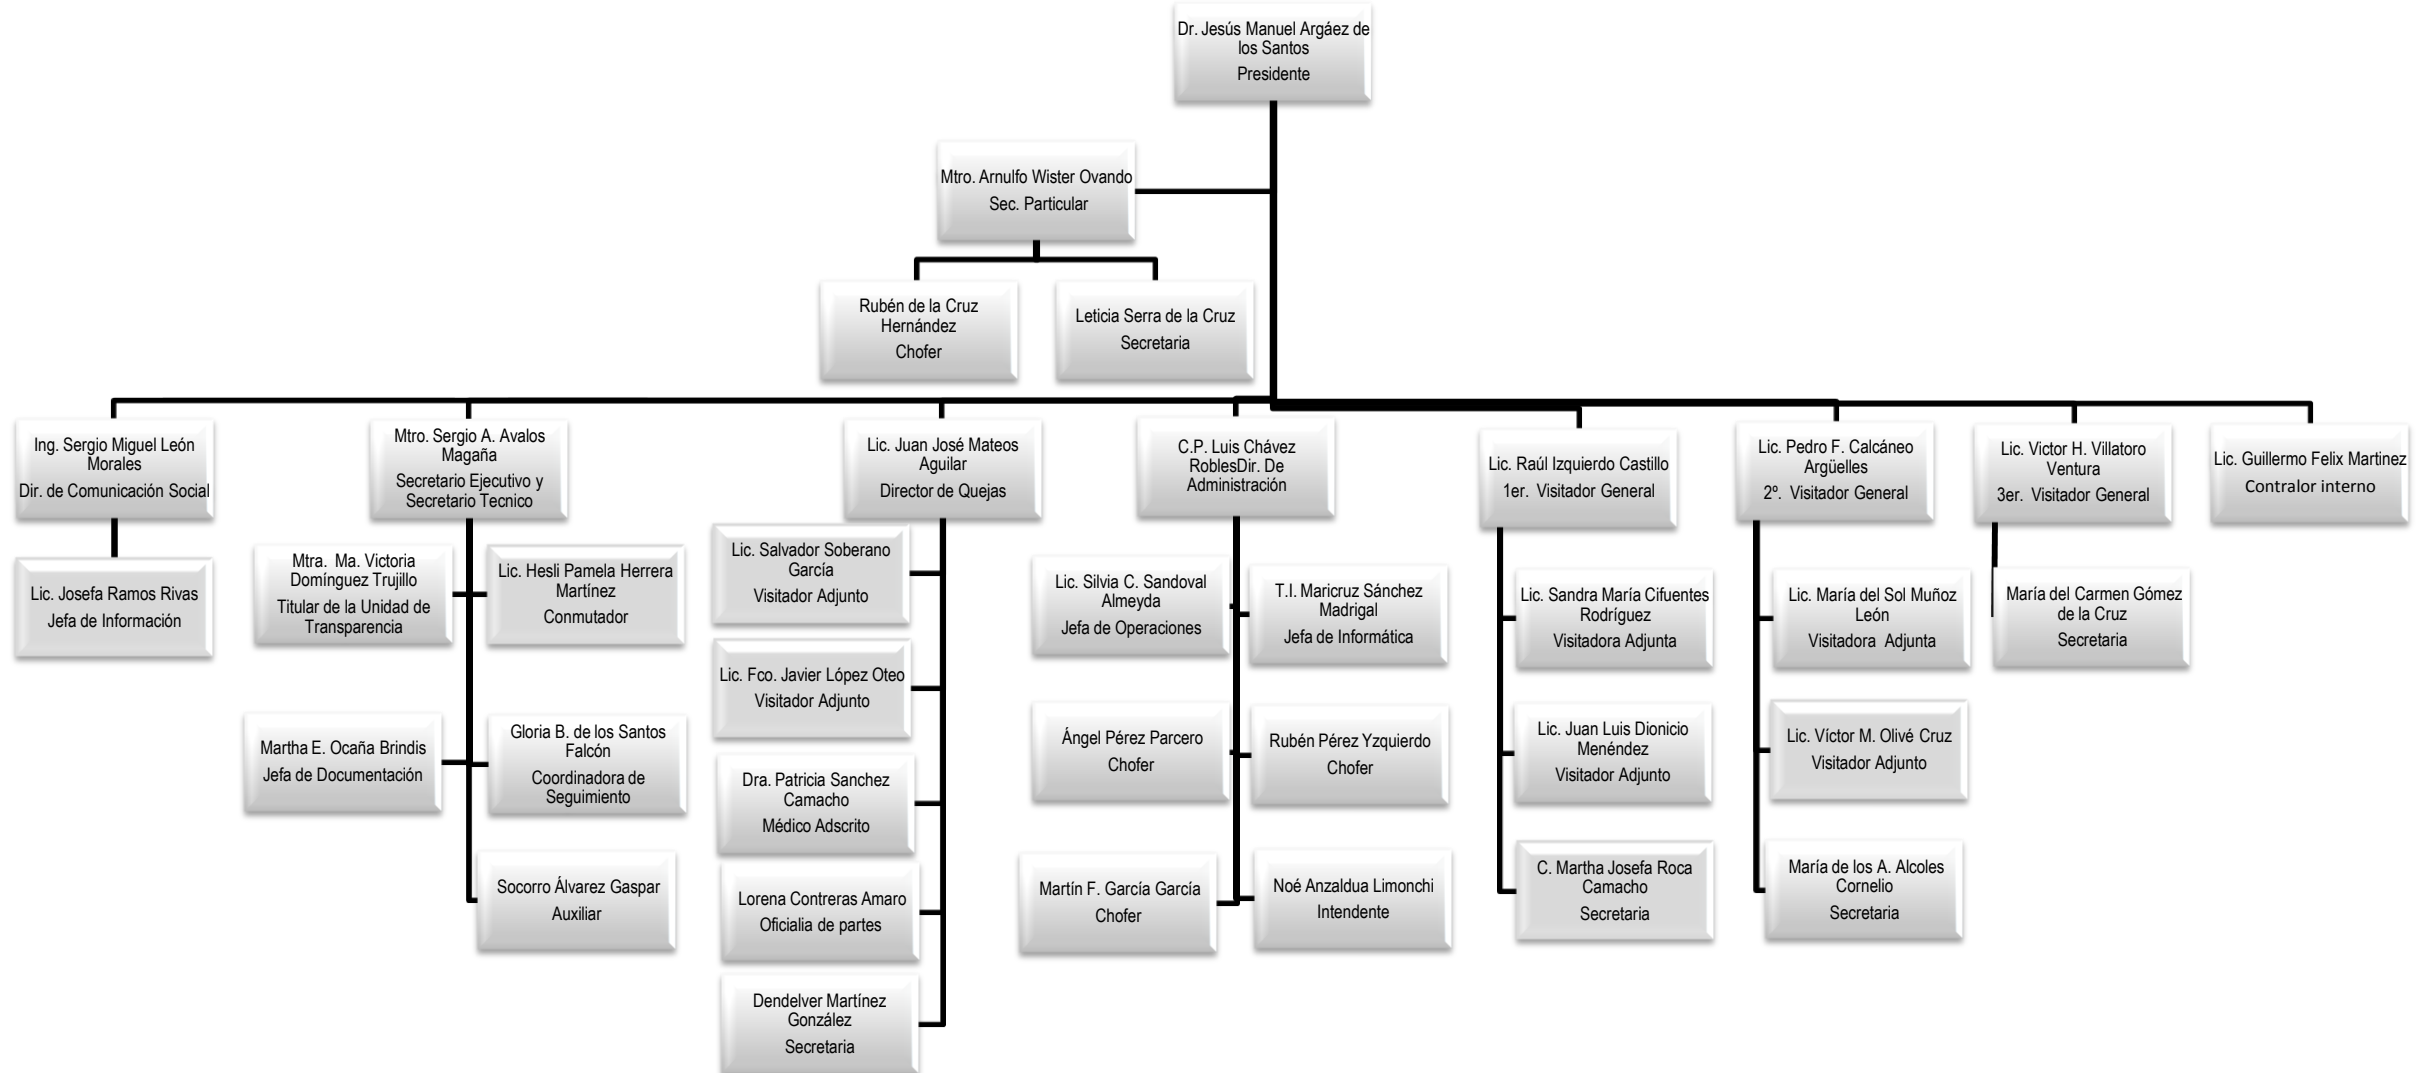 Dr. Jesús Manuel Argáez de
los Santos
Presidente
Mtro. Arnulfo Wister Ovando
Sec. Particular
Rubén de la Cruz
Hernández
Chofer
Leticia Serra de la Cruz
Secretaria
Ing. Sergio Miguel León
Morales
Dir. de Comunicación Social
Mtro. Sergio A. Avalos
Magaña
Secretario Ejecutivo y
Secretario Tecnico
Lic. Juan José Mateos
Aguilar
Director de Quejas
C.P. Luis Chávez
RoblesDir. De
Administración
Lic. Raúl Izquierdo Castillo
1er.  Visitador General
Lic. Pedro F. Calcáneo
Argüelles
2º.  Visitador General
Lic. Victor H. Villatoro
Ventura
3er.  Visitador General
Lic. Guillermo Felix Martinez
Contralor interno
Lic. Josefa Ramos Rivas
Jefa de Información
Mtra.  Ma. Victoria
Domínguez Trujillo
Titular de la Unidad de
Transparencia
Lic. Hesli Pamela Herrera
Martínez
Conmutador
Martha E. Ocaña Brindis
Jefa de Documentación
Gloria B. de los Santos
Falcón
Coordinadora de
Seguimiento
Socorro Álvarez Gaspar
Auxiliar
Lic. Salvador Soberano
García
Visitador Adjunto
Lic. Fco. Javier López Oteo
Visitador Adjunto
Dra. Patricia Sanchez
Camacho
Médico Adscrito
Lorena Contreras Amaro
Oficialia de partes
Dendelver Martínez
González
Secretaria
Lic. Silvia C. Sandoval
Almeyda
Jefa de Operaciones
T.I. Maricruz Sánchez
Madrigal
Jefa de Informática
Ángel Pérez Parcero
Chofer
Rubén Pérez Yzquierdo
Chofer
Martín F. García García
Chofer
Noé Anzaldua Limonchi
Intendente
Lic. Sandra María Cifuentes
Rodríguez
Visitadora Adjunta
Lic. Juan Luis Dionicio
Menéndez
Visitador Adjunto
C. Martha Josefa Roca
Camacho
Secretaria
Lic. María del Sol Muñoz
León
Visitadora  Adjunta
Lic. Víctor M. Olivé Cruz
Visitador Adjunto
María de los A. Alcoles
Cornelio
Secretaria
María del Carmen Gómez
de la Cruz
Secretaria